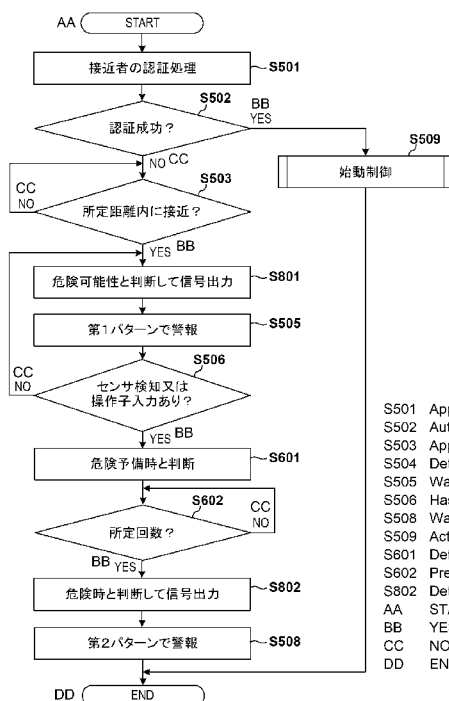 AA START
接近者の認証処理 S501
S502
認証成功？
BB
YES
S509
始動制御
NO CC
S503
CC
NO
所定距離内に接近？
YES BB
危険可能性と判断して信号出力 S801
第1パターンで警報 S505
S506
CC
NO
センサ検知又は
操作子入力あり？
YES BB
危険予備時と判断 S601
S602
CC
NO
所定回数？
BB YES
危険時と判断して信号出力 S802
第2パターンで警報 S508
DD END
S501 App
S502 Aut
S503 App
S504 Det
S505 Wa
S506 Has
S508 Wa
S509 Act
S601 Det
S602 Pre
S802 Det
AA STA
BB YE
CC NO
DD EN